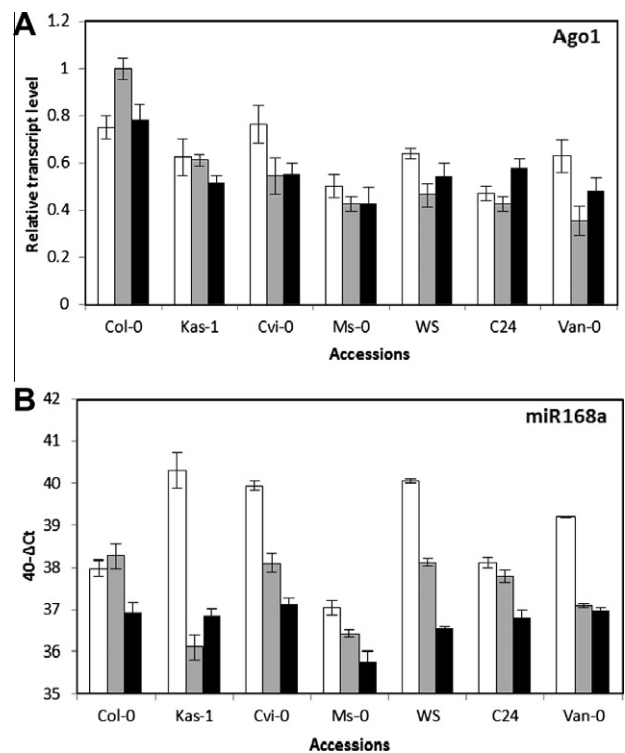 A
Ago1
Relative transcript level
1.2
1
0.8
0.6
0.4
0.2
0
Col-0 Kas-1 Cvi-0 Ms-0 WS C24 Van-0
Accessions
B
miR168a
40-ΔCt
42
41
40
39
38
37
36
35
Col-0 Kas-1 Cvi-0 Ms-0 WS C24 Van-0
Accessions